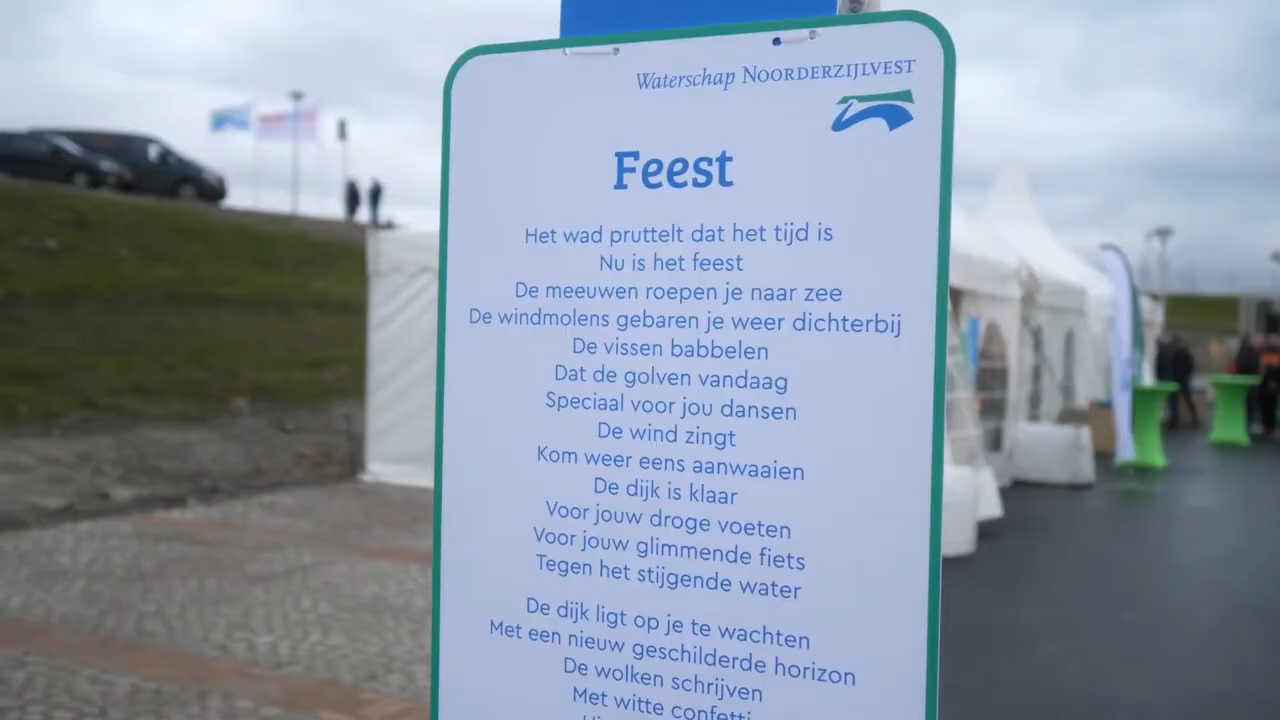 Waterschap NOORDERZIJLVEST
Feest
Het wad pruttelt dat het tijd is
Nu is het feest
De meeuwen roepen je naar zee
De windmolens gebaren je weer dichterbij
De vissen babbelen
Dat de golven vandaag
Speciaal voor jou dansen
De wind zingt
Kom weer eens aanwaaien
De dijk is klaar
Voor jouw droge voeten
Voor jouw glimmende fiets
Tegen het stijgende water
De dijk ligt op je te wachten
Met een nieuw geschilderde horizon
De wolken schrijven
Met witte confetti